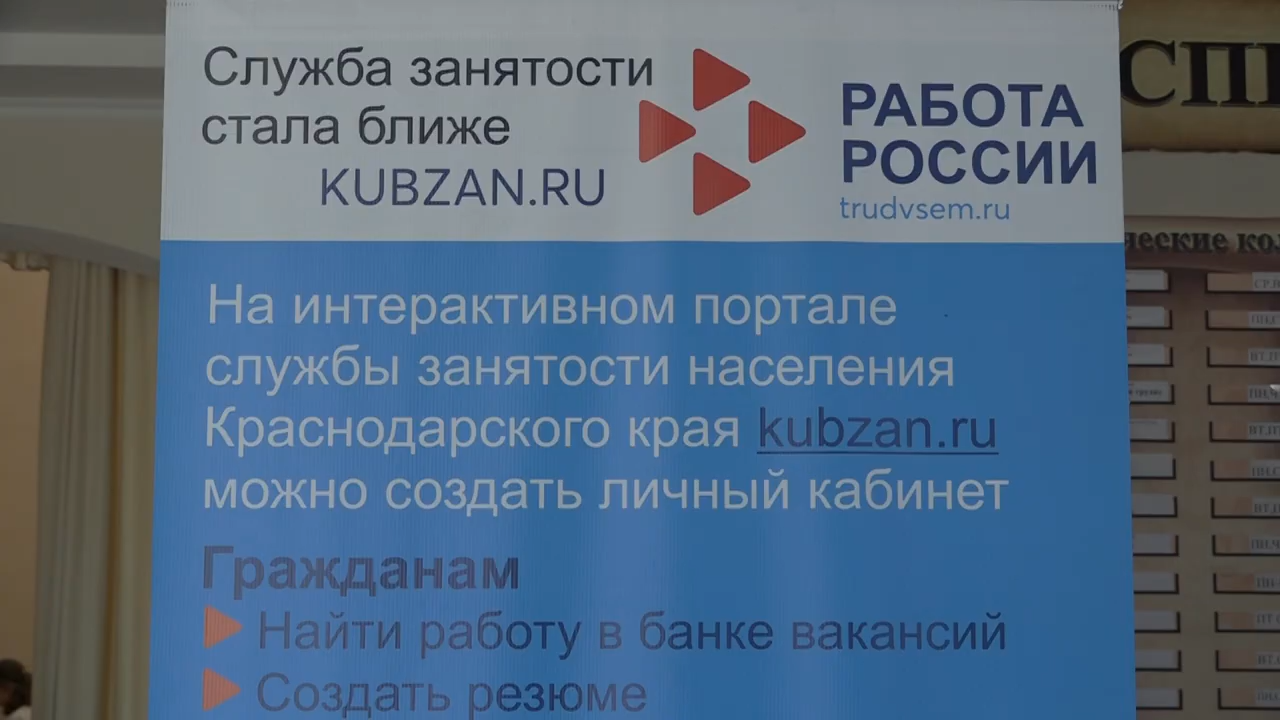 Служба занятости
стала ближе
KUBZAN.RU
РАБОТА
РОССИИ
trudvsem.ru
На интерактивном портале
службы занятости населения
Краснодарского края kubzan.ru
можно создать личный кабинет
Гражданам
Найти работу в банке вакансий
Создать резюме